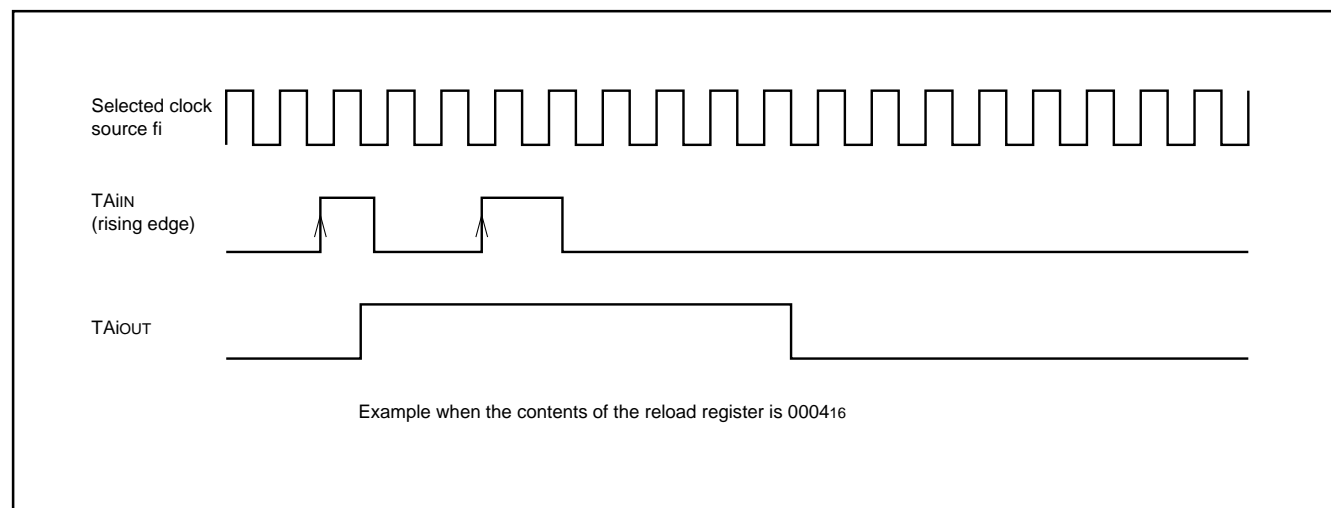 Selected clock
source fi
TAiIN
(rising edge)
TAiOUT
Example when the contents of the reload register is 000416